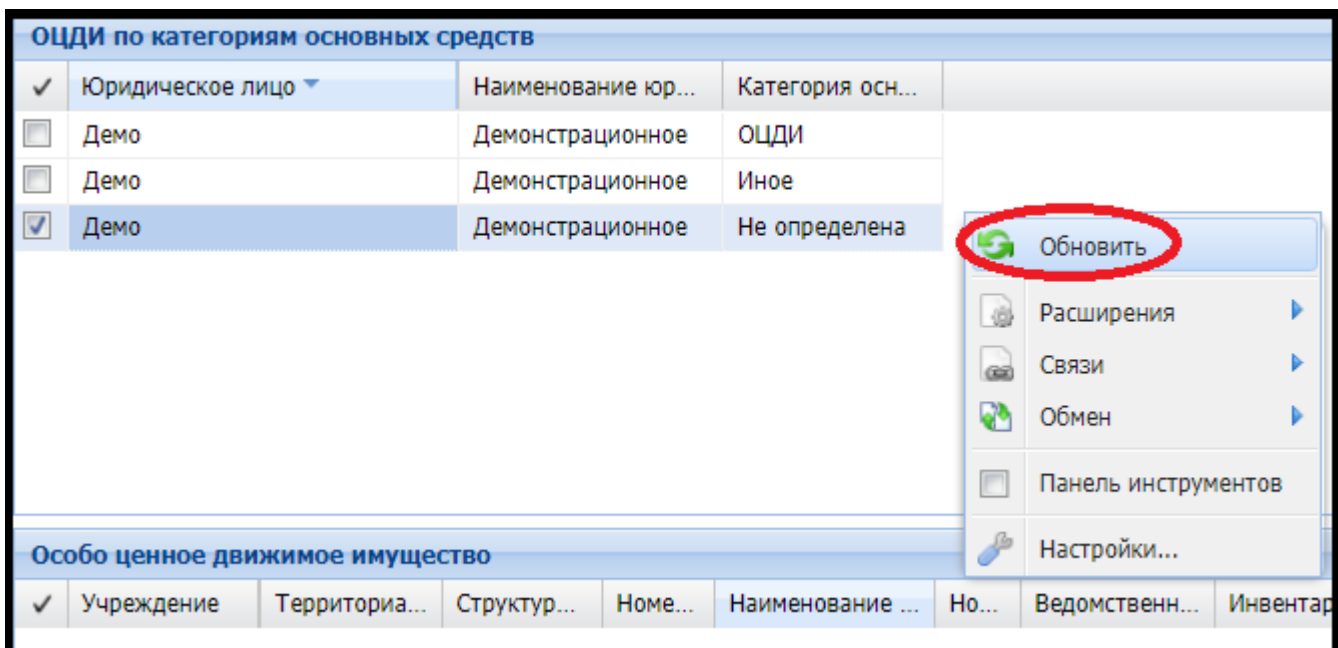 ОЦДИ по категориям основных средств
Юридическое лицо Наименование юр... Категория осн...
Демо Демонстрационное ОЦДИ
Демо Демонстрационное Иное
Демо Демонстрационное Не определена
Обновить
Расширения
Связи
Обмен
Панель инструментов
Настройки...
Особо ценное движимое имущество
Учреждение Территориа... Структур... Номе... Наименование ... Но... Ведомственн... Инвентар